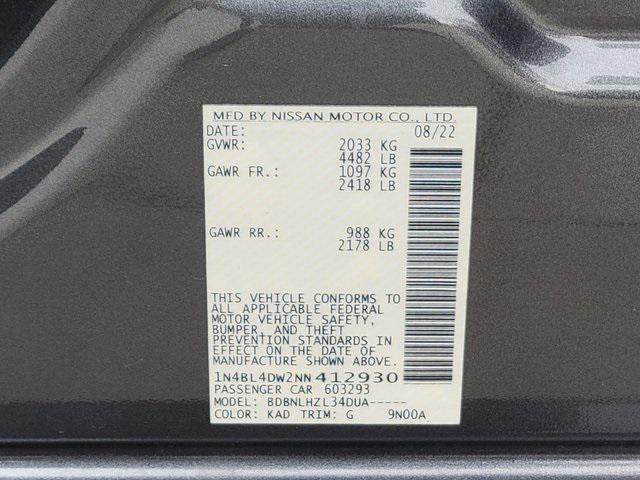 MFD BY NISSAN MOTOR CO., LTD.
DATE: 08/22
GVWR: 2033 KG
4482 LB
GAWR FR.: 1097 KG
2418 LB
GAWR RR.: 988 KG
2178 LB
THIS VEHICLE CONFORMS TO
ALL APPLICABLE FEDERAL
MOTOR VEHICLE SAFETY,
BUMPER, AND THEFT
PREVENTION STANDARDS
IN EFFECT ON THE DATE OF
MANUFACTURE SHOWN ABOVE.
1N4BL4DW2NN412930
PASSENGER CAR 603293
MODEL: BDBNLHZL34DUA-----
COLOR: KAD TRIM: G 9N00A